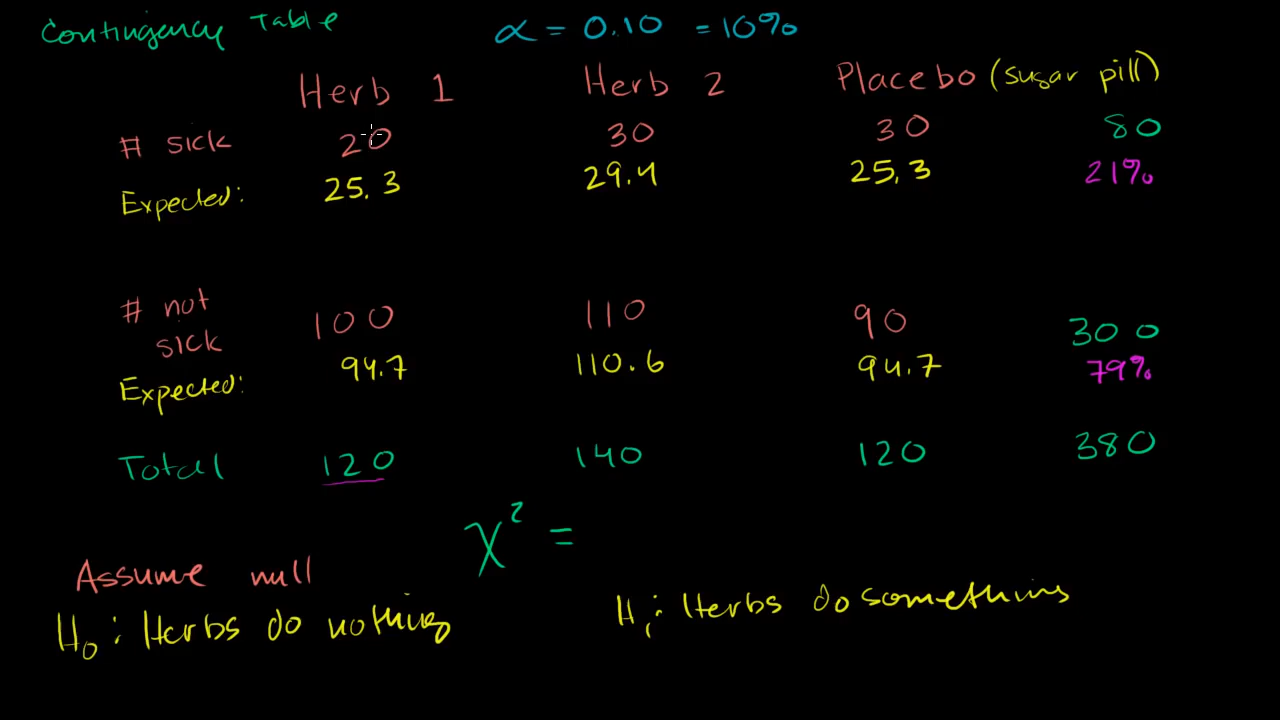 Contingency Table α = 0.10 = 10%
Herb 1 Herb 2 Placebo (sugar pill)
# sick 20 30 30 80
Expected: 25.3 29.4 25.3 21%
# not
sick 100 110 90 300
Expected: 94.7 110.6 94.7 79%
Total 120 140 120 380
χ² =
Assume null
H₀: Herbs do nothing H₁: Herbs do something